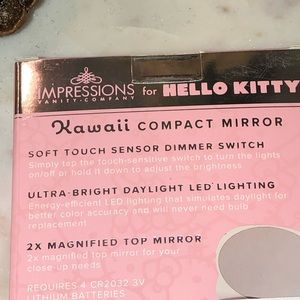 IMPRESSIONS
VANITY·COMPANY
for HELLO KITTY
Kawaii COMPACT MIRROR
SOFT TOUCH SENSOR DIMMER SWITCH
Simply tap the touch-sensitive switch to turn the lights
on/off or hold it down to adjust the brightness
ULTRA-BRIGHT DAYLIGHT LED LIGHTING
Energy-efficient LED lighting that simulates daylight for
better color accuracy and will never need bulb
replacement
2X MAGNIFIED TOP MIRROR
2x magnified top mirror for your
close up needs
REQUIRES 4 CR2032 3V
LITHIUM BATTERIES